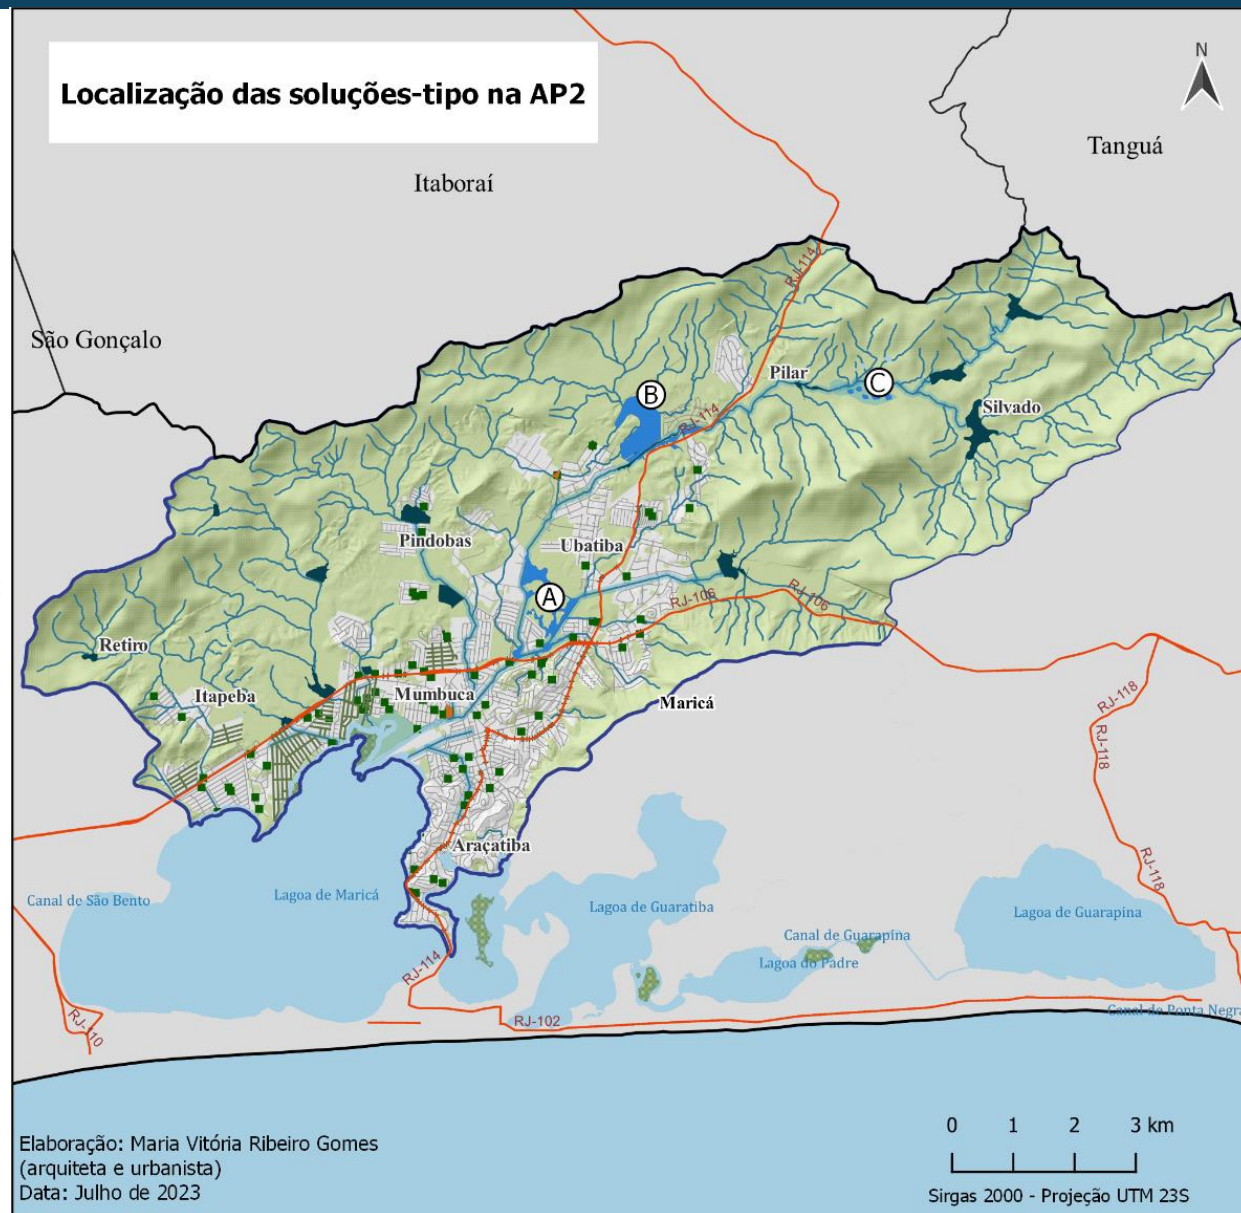 Localização das soluções-tipo na AP2
N
Tanguá
Itaboraí
RJ-114
São Gonçalo
Pilar
C
B
Silvado
RJ-114
Pindobas
Ubatiba
A
RJ-106
RJ-106
Retiro
Itapeba
Mumbuca
Maricá
RJ-118
RJ-118
Araçatiba
RJ-118
Canal de São Bento
Lagoa de Maricá
Lagoa de Guaratiba
Lagoa de Guarapina
Canal de Guarapina
Lagoa do Padre
RJ-114
RJ-110
RJ-102
Canal de Ponta Negra
Elaboração: Maria Vitória Ribeiro Gomes
(arquiteta e urbanista)
Data: Julho de 2023
0 1 2 3 km
Sirgas 2000 - Projeção UTM 23S